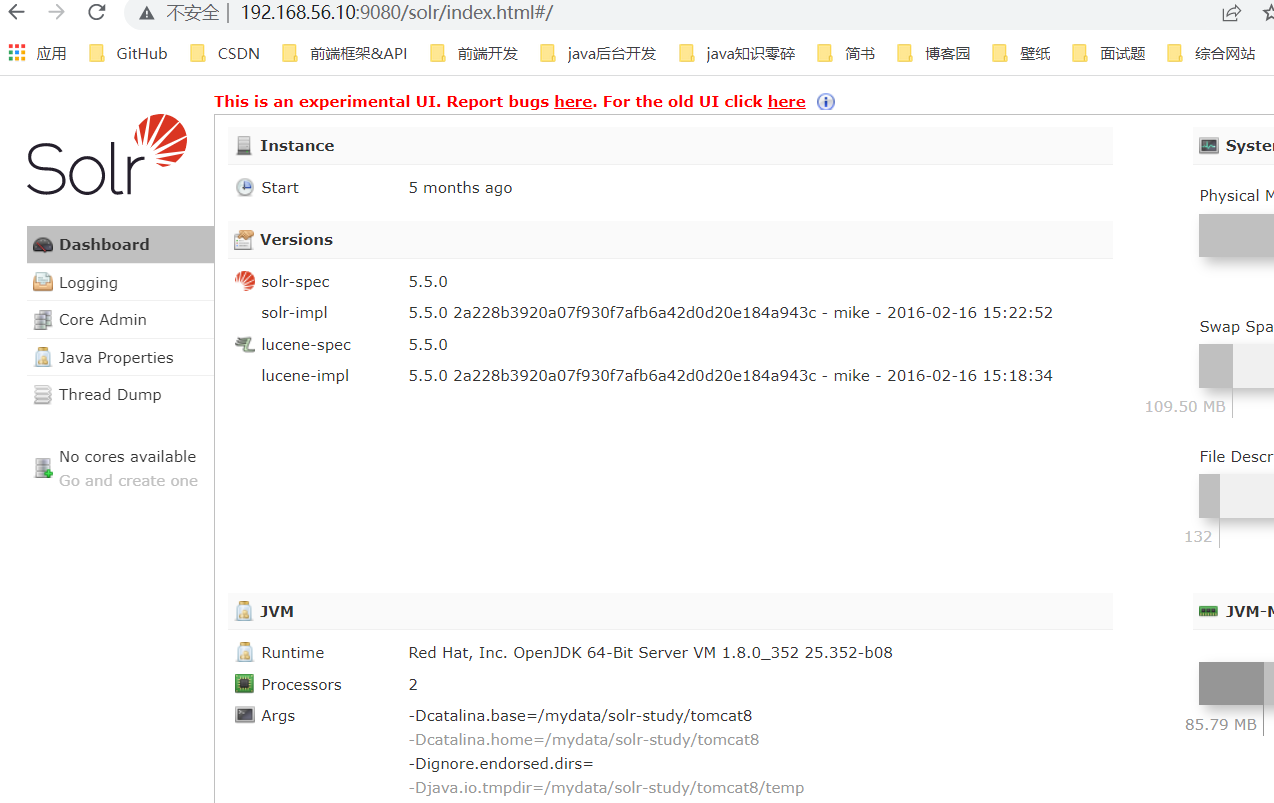 不安全 | 192.168.56.10:9080/solr/index.html#/
应用 GitHub CSDN 前端框架&API 前端开发 java后台开发 java知识零碎 简书 博客园 壁纸 面试题 综合网站
This is an experimental UI. Report bugs here. For the old UI click here
Solr
Dashboard
Logging
Core Admin
Java Properties
Thread Dump
No cores available
Go and create one
Instance
Start 5 months ago
Versions
solr-spec 5.5.0
solr-impl 5.5.0 2a228b3920a07f930f7afb6a42d0d20e184a943c - mike - 2016-02-16 15:22:52
lucene-spec 5.5.0
lucene-impl 5.5.0 2a228b3920a07f930f7afb6a42d0d20e184a943c - mike - 2016-02-16 15:18:34
JVM
Runtime Red Hat, Inc. OpenJDK 64-Bit Server VM 1.8.0_352 25.352-b08
Processors 2
Args -Dcatalina.base=/mydata/solr-study/tomcat8
-Dcatalina.home=/mydata/solr-study/tomcat8
-Dignore.endorsed.dirs=
-Djava.io.tmpdir=/mydata/solr-study/tomcat8/temp
Syste
Physical M
Swap Spa
109.50 MB
File Descr
132
JVM-M
85.79 MB